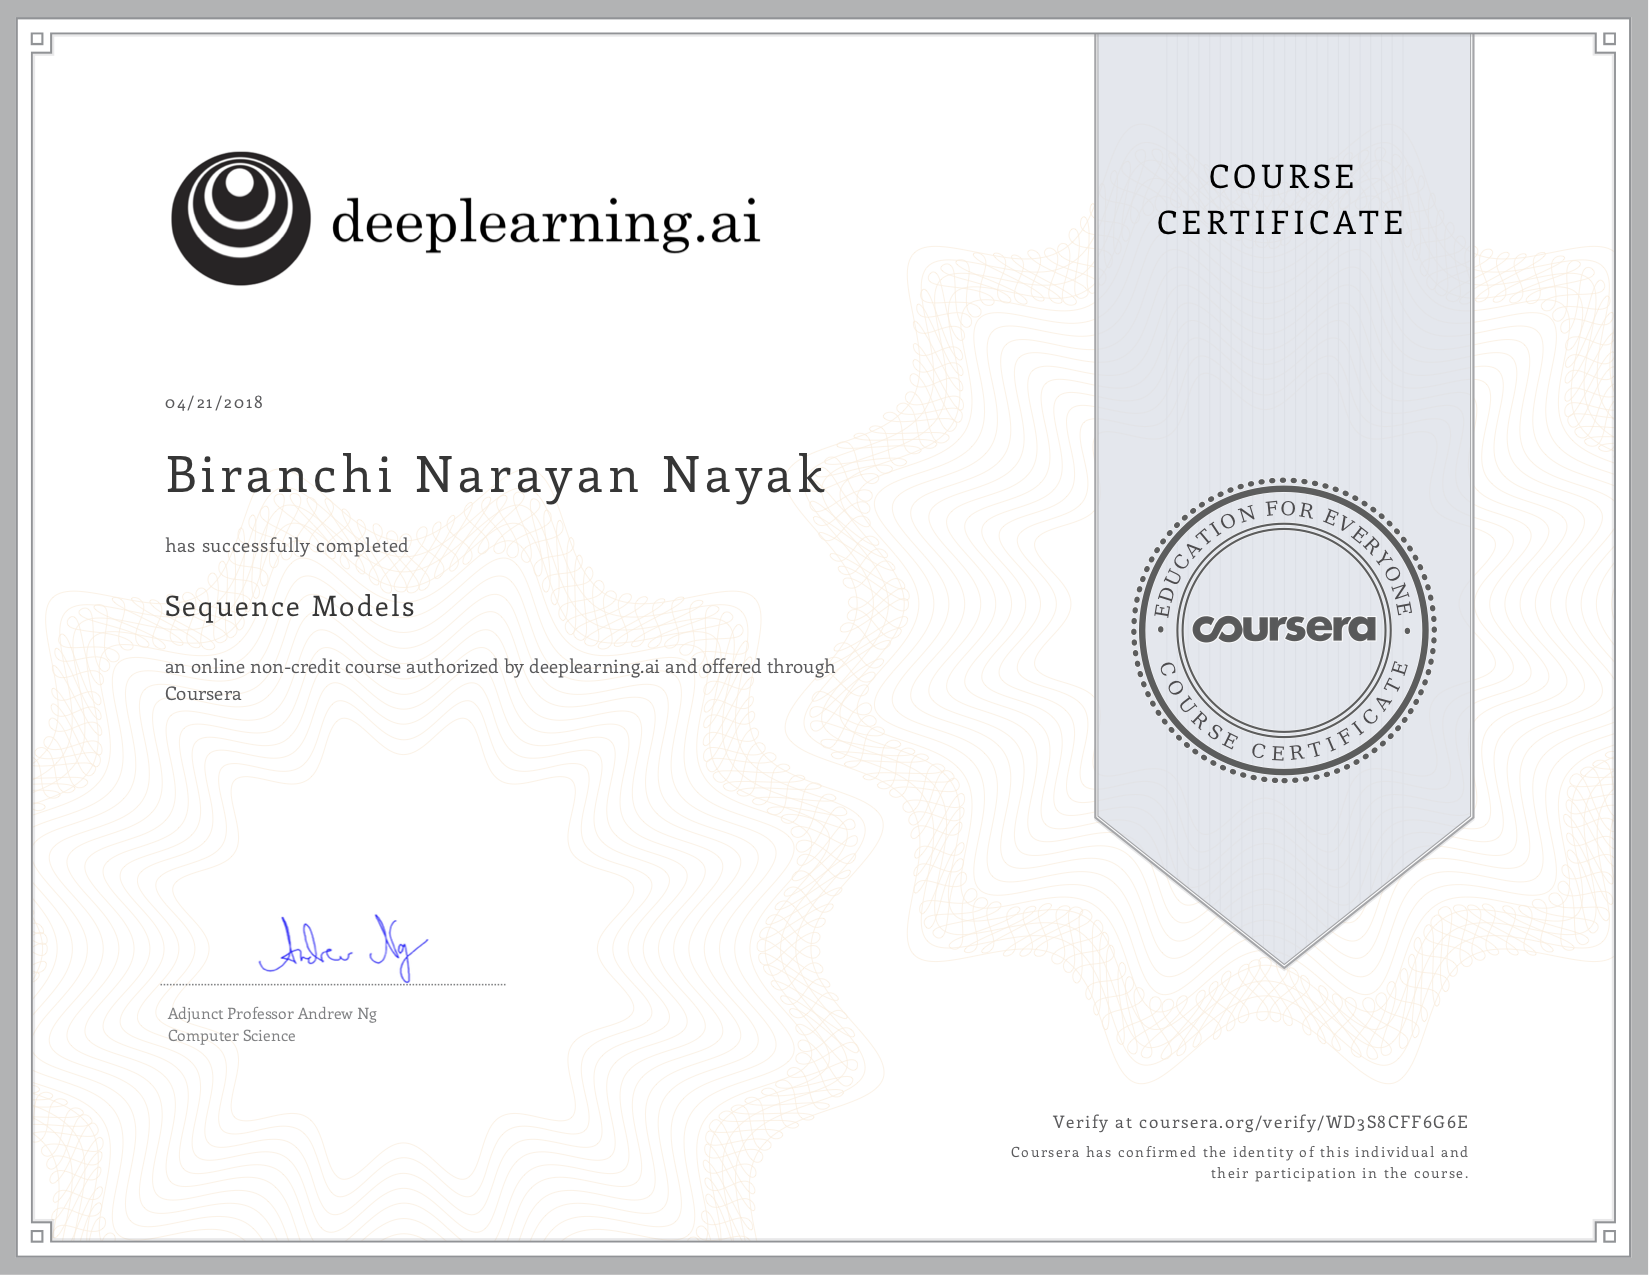 deeplearning.ai
COURSE
CERTIFICATE
04/21/2018
Biranchi Narayan Nayak
has successfully completed
Sequence Models
an online non-credit course authorized by deeplearning.ai and offered through
Coursera
EDUCATION FOR EVERYONE
coursera
COURSE CERTIFICATE
Andrew Ng
Adjunct Professor Andrew Ng
Computer Science
Verify at coursera.org/verify/WD3S8CFF6G6E
Coursera has confirmed the identity of this individual and
their participation in the course.